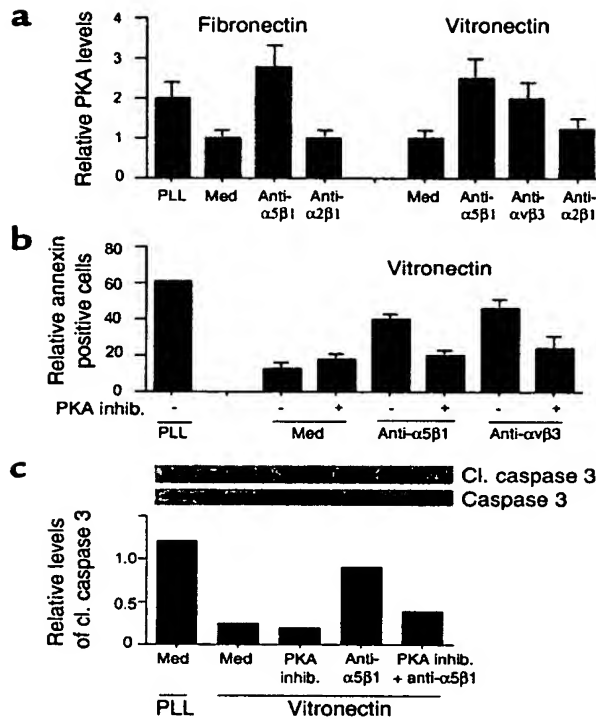 a
Fibronectin Vitronectin
Relative PKA levels
4
3
2
1
0
PLL Med Anti- Anti- Med Anti- Anti- Anti-
α5β1 α2β1 α5β1 αvβ3 α2β1
b
Vitronectin
Relative annexin
positive cells
80
60
40
20
0
PKA inhib. - - + - + - +
PLL Med Anti-α5β1 Anti-αvβ3
c
Cl. caspase 3
Caspase 3
Relative levels
of cl. caspase 3
1.0
0.5
0
Med Med PKA Anti- PKA inhib.
inhib. α5β1 + anti-α5β1
PLL Vitronectin